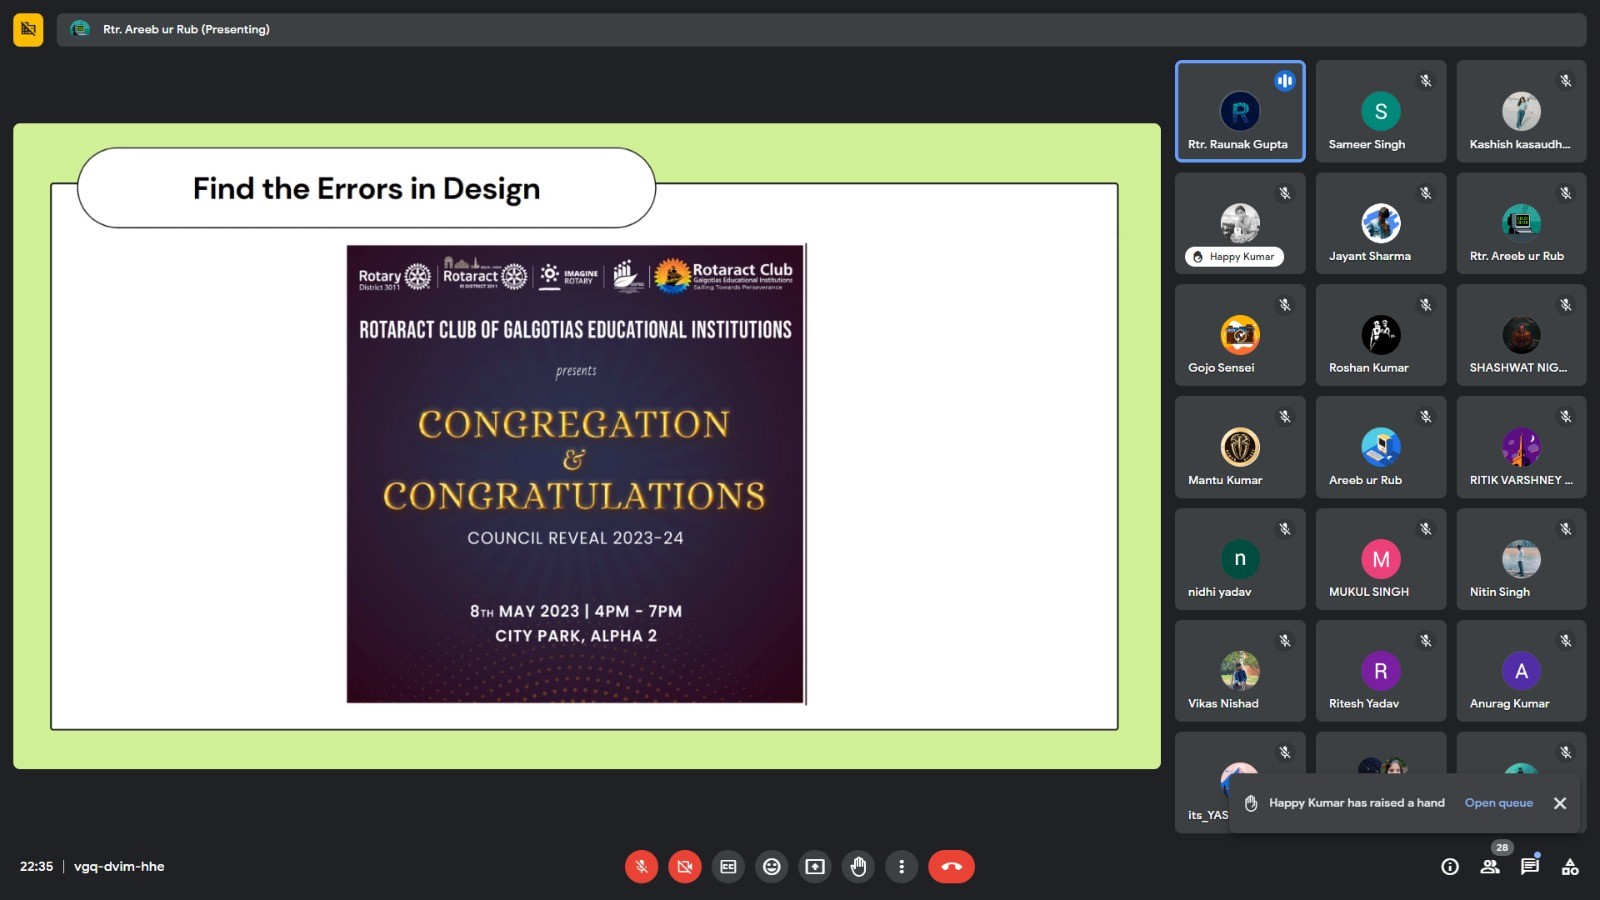 Rtr. Areeb ur Rub (Presenting)
Find the Errors in Design
Rotary
District 3011
Rotaract
IMAGINE
ROTARY
Rotaract Club
Galgotias Educational Institutions
Sailing Towards Perseverance
ROTARACT CLUB OF GALGOTIAS EDUCATIONAL INSTITUTIONS
presents
CONGREGATION
&
CONGRATULATIONS
COUNCIL REVEAL 2023-24
8TH MAY 2023 | 4PM - 7PM
CITY PARK, ALPHA 2
R
Rtr. Raunak Gupta
S
Sameer Singh
Kashish kasaudh...
Happy Kumar
Jayant Sharma
Rtr. Areeb ur Rub
Gojo Sensei
Roshan Kumar
SHASHWAT NIG...
Mantu Kumar
Areeb ur Rub
RITIK VARSHNEY ...
n
nidhi yadav
M
MUKUL SINGH
Nitin Singh
Vikas Nishad
R
Ritesh Yadav
A
Anurag Kumar
its_YAS
Happy Kumar has raised a hand
Open queue
22:35 | vgq-dvim-hhe
28